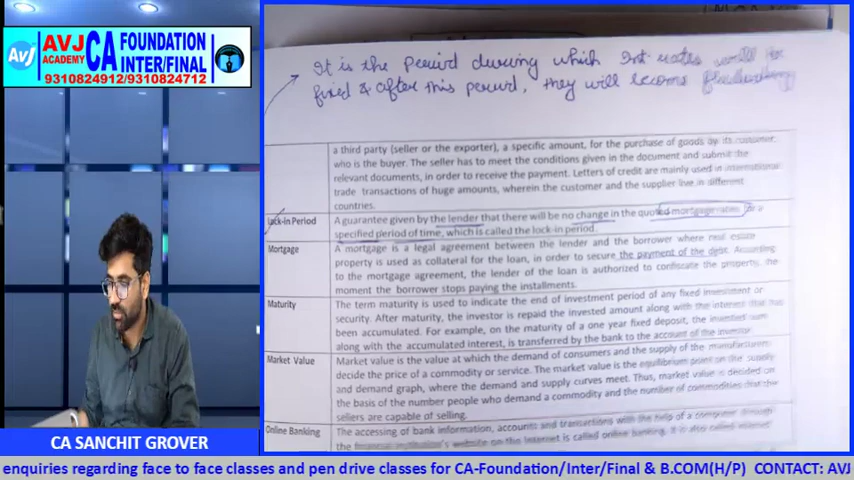 AVJ
AVJ
ACADEMY
CA
FOUNDATION
INTER/FINAL
9310824912/9310824712
It is the period during which Int rates would be
fixed & after this period, they will become fluctuating
a third party (seller or the exporter), a specific amount, for the purchase of goods by its customer,
who is the buyer. The seller has to meet the conditions given in the document and submit the
relevant documents, in order to receive the payment. Letters of credit are mainly used in international
trade transactions of huge amounts, wherein the customer and the supplier live in different
countries.
Lock-in Period
A guarantee given by the lender that there will be no change in the quoted mortgage rates for a
specified period of time, which is called the lock-in period.
Mortgage
A mortgage is a legal agreement between the lender and the borrower where real estate
property is used as collateral for the loan, in order to secure the payment of the debt. According
to the mortgage agreement, the lender of the loan is authorized to confiscate the property, the
moment the borrower stops paying the installments.
Maturity
The term maturity is used to indicate the end of investment period of any fixed investment or
security. After maturity, the investor is repaid the invested amount along with the interest that has
been accumulated. For example, on the maturity of a one year fixed deposit, the invested sum
along with the accumulated interest, is transferred by the bank to the account of the investor.
Market Value
Market value is the value at which the demand of consumers and the supply of the manufacturers
decide the price of a commodity or service. The market value is the equilibrium point on the supply
and demand graph, where the demand and supply curves meet. Thus, market value is decided on
the basis of the number people who demand a commodity and the number of commodities that the
sellers are capable of selling.
Online Banking
The accessing of bank information, accounts and transactions with the help of a computer through
the financial institution's website on the Internet is called online banking. It is also called internet
CA SANCHIT GROVER
enquiries regarding face to face classes and pen drive classes for CA-Foundation/Inter/Final & B.COM(H/P) CONTACT: AVJ